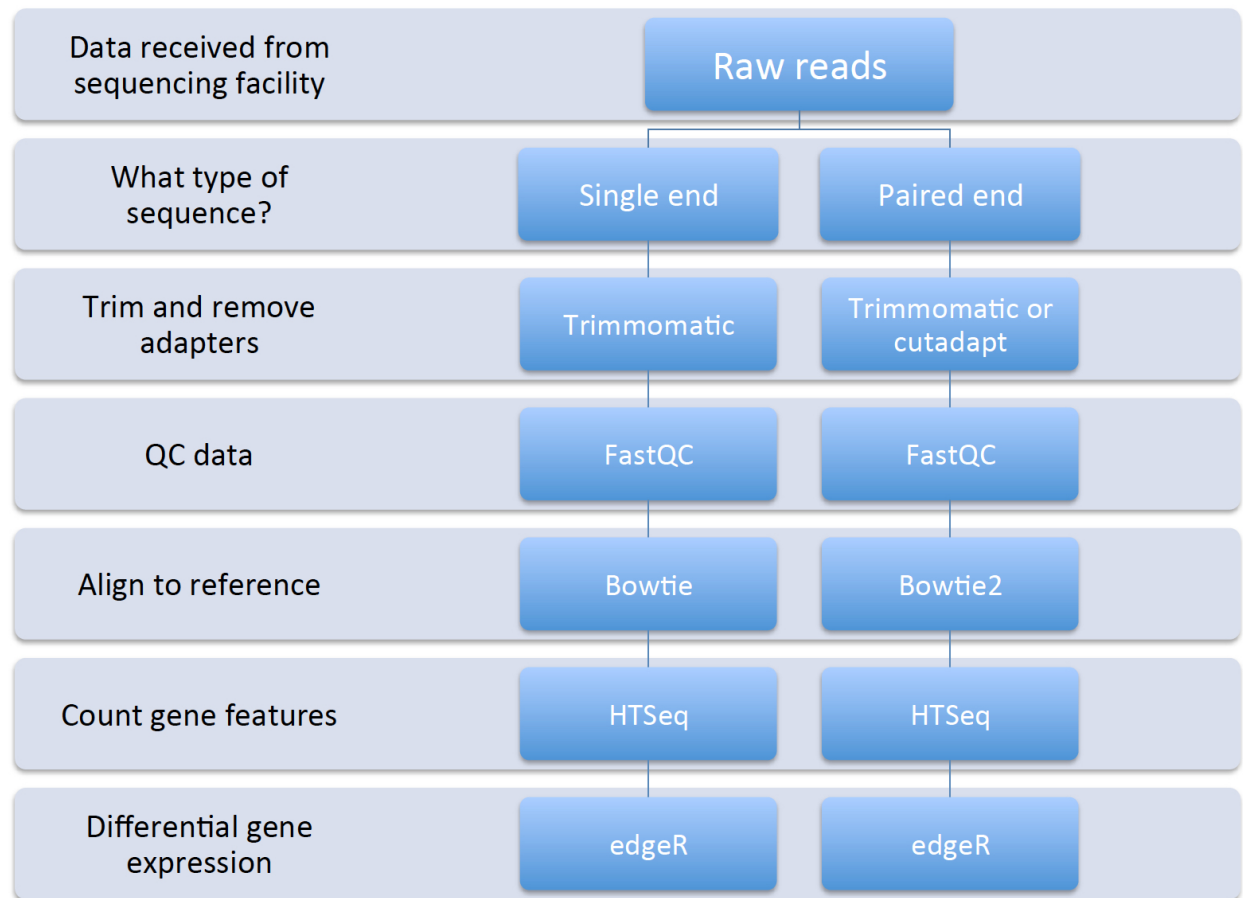 Data received from
sequencing facility
Raw reads
What type of
sequence?
Single end
Paired end
Trim and remove
adapters
Trimmomatic
Trimmomatic or
cutadapt
QC data
FastQC
FastQC
Align to reference
Bowtie
Bowtie2
Count gene features
HTSeq
HTSeq
Differential gene
expression
edgeR
edgeR